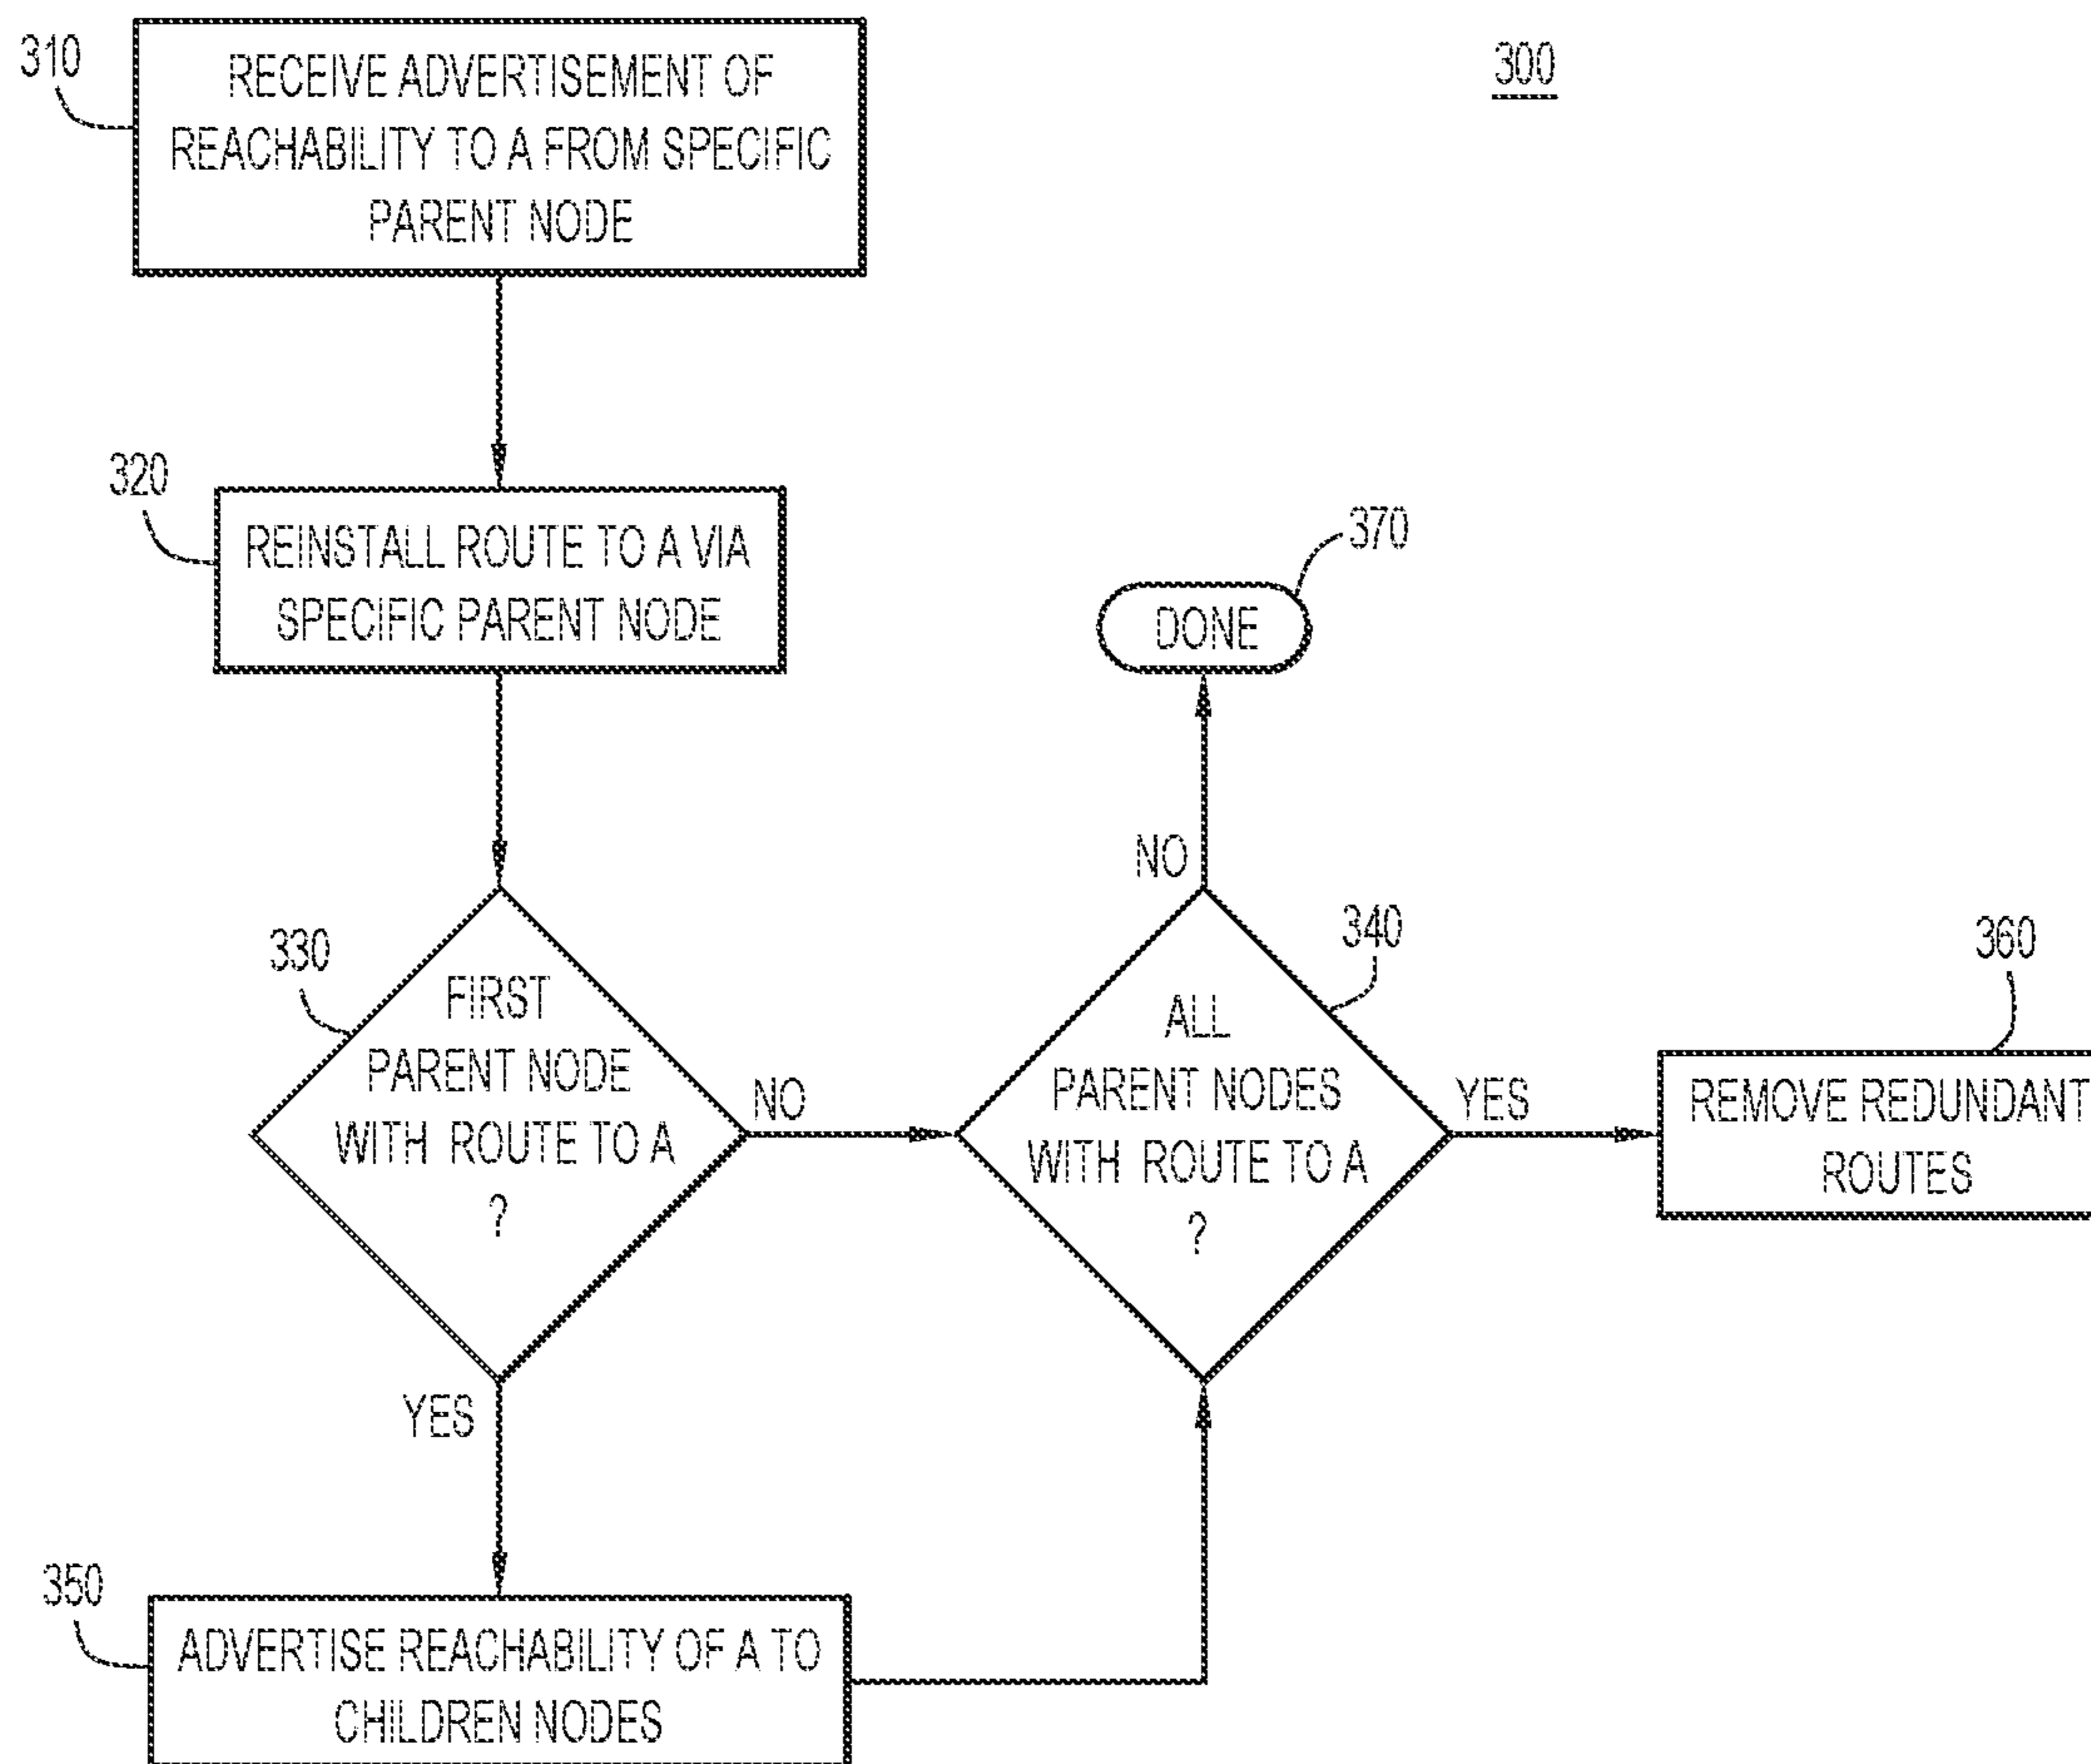 300
310
RECEIVE ADVERTISEMENT OF
REACHABILITY TO A FROM SPECIFIC
PARENT NODE
320
REINSTALL ROUTE TO A VIA
SPECIFIC PARENT NODE
370
DONE
330
FIRST
PARENT NODE
WITH ROUTE TO A
?
NO
YES
340
ALL
PARENT NODES
WITH ROUTE TO A
?
NO
YES
360
REMOVE REDUNDANT
ROUTES
350
ADVERTISE REACHABILITY OF A TO
CHILDREN NODES